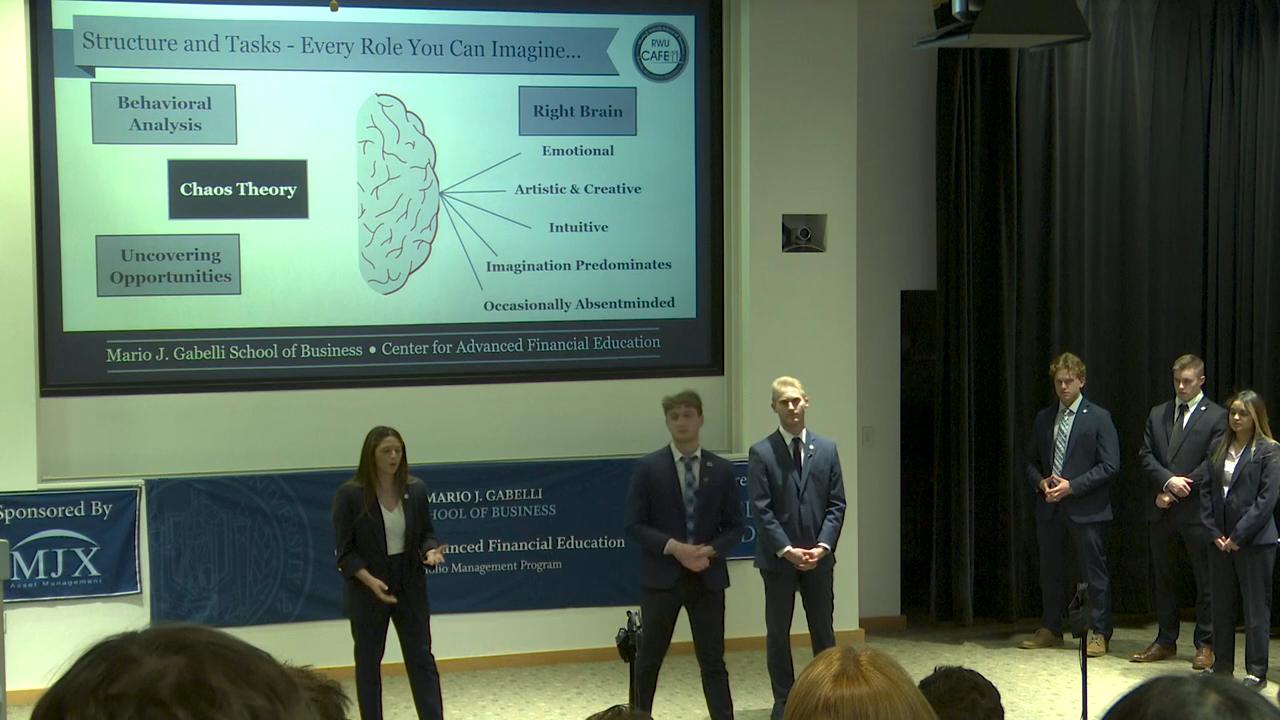 Structure and Tasks - Every Role You Can Imagine...
RWU
CAFE
Behavioral
Analysis
Chaos Theory
Uncovering
Opportunities
Right Brain
Emotional
Artistic & Creative
Intuitive
Imagination Predominates
Occasionally Absentminded
Mario J. Gabelli School of Business • Center for Advanced Financial Education
Sponsored By
MJX
Asset Management
MARIO J. GABELLI
HOOL OF BUSINESS
anced Financial Education
folio Management Program